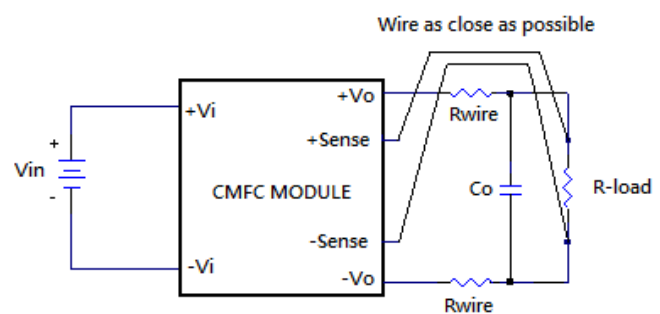 Wire as close as possible
+Vo
+Vi
Rwire
+Sense
+
Vin
-
CMFC MODULE
Co
R-load
-Sense
-Vi
-Vo
Rwire